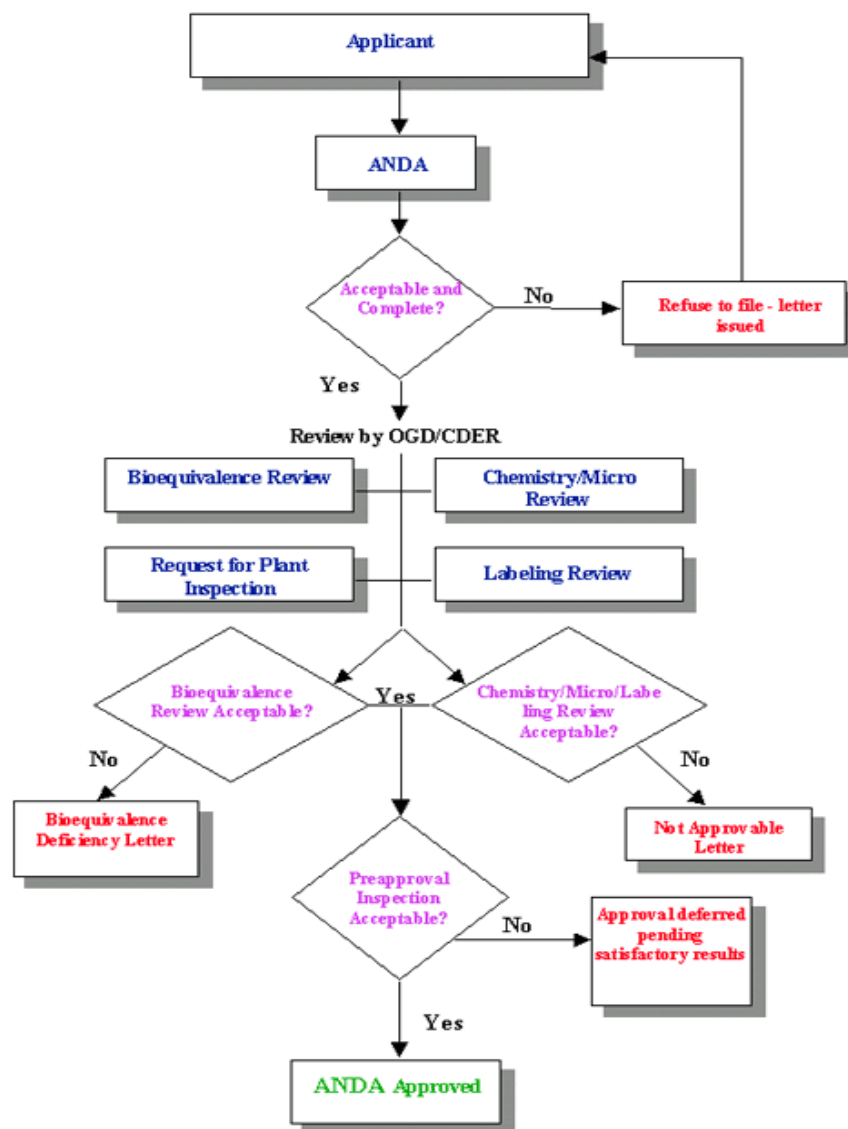 Applicant
ANDA
Acceptable and
Complete?
No
Refuse to file - letter
issued
Yes
Review by OGD/CDER
Bioequivalence Review
Chemistry/Micro
Review
Request for Plant
Inspection
Labeling Review
Bioequivalence
Review Acceptable?
Yes
Chemistry/Micro/Labe
ling Review
Acceptable?
No
No
Bioequivalence
Deficiency Letter
Not Approvable
Letter
Preapproval
Inspection
Acceptable?
No
Approval deferred
pending
satisfactory results
Yes
ANDA Approved